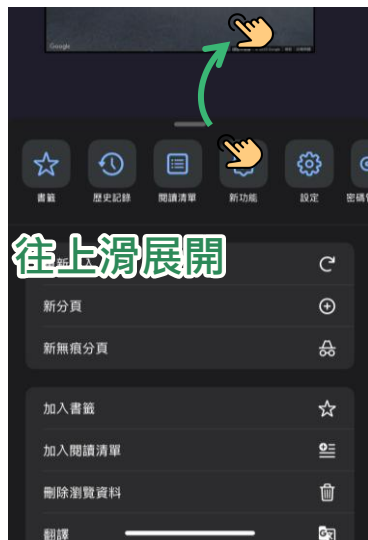 Google
書籤
歷史記錄
閱讀清單
新功能
設定
往上滑展開
新分頁
新無痕分頁
加入書籤
加入閱讀清單
刪除瀏覽資料
翻譯